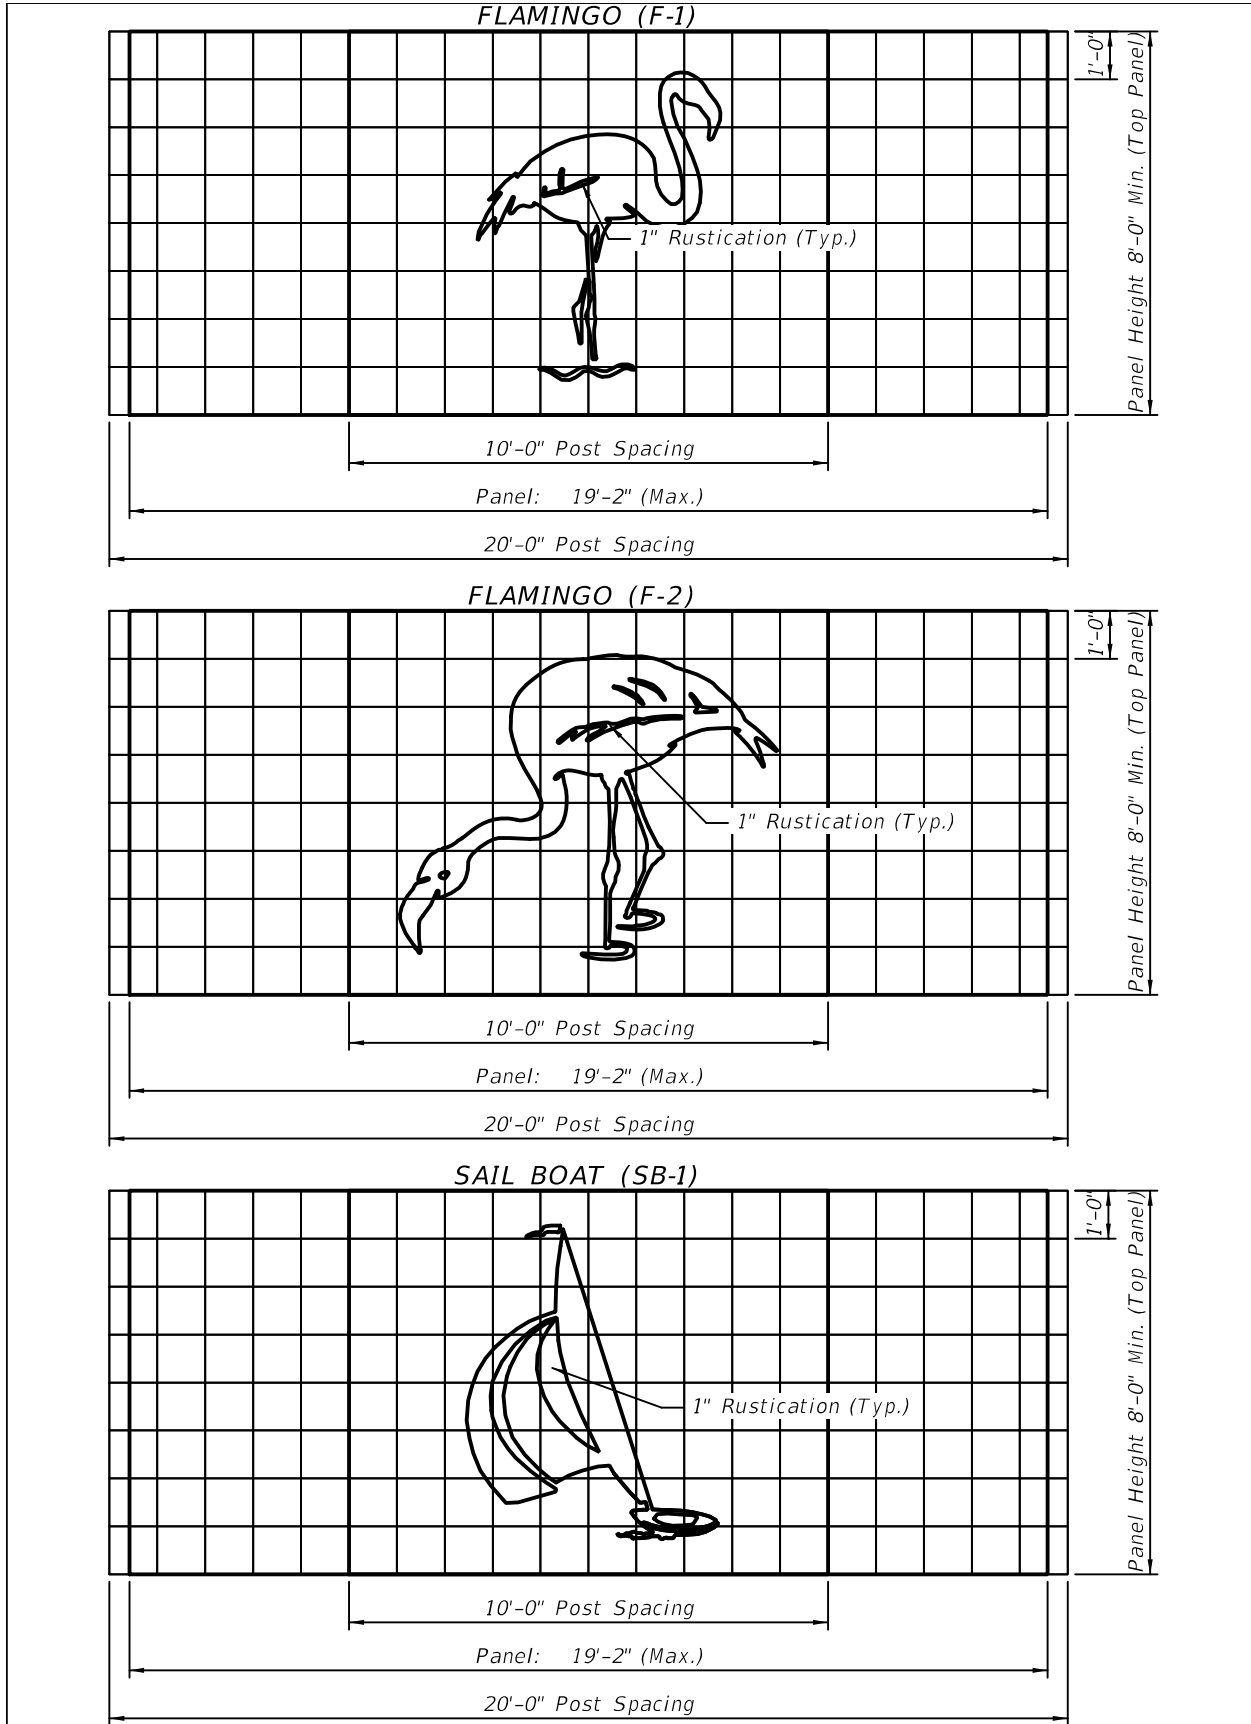 FLAMINGO (F-1)
1'-0"
Panel Height 8'-0" Min. (Top Panel)
1" Rustication (Typ.)
10'-0" Post Spacing
Panel: 19'-2" (Max.)
20'-0" Post Spacing
FLAMINGO (F-2)
1'-0"
Panel Height 8'-0" Min. (Top Panel)
1" Rustication (Typ.)
10'-0" Post Spacing
Panel: 19'-2" (Max.)
20'-0" Post Spacing
SAIL BOAT (SB-1)
1'-0"
Panel Height 8'-0" Min. (Top Panel)
1" Rustication (Typ.)
10'-0" Post Spacing
Panel: 19'-2" (Max.)
20'-0" Post Spacing